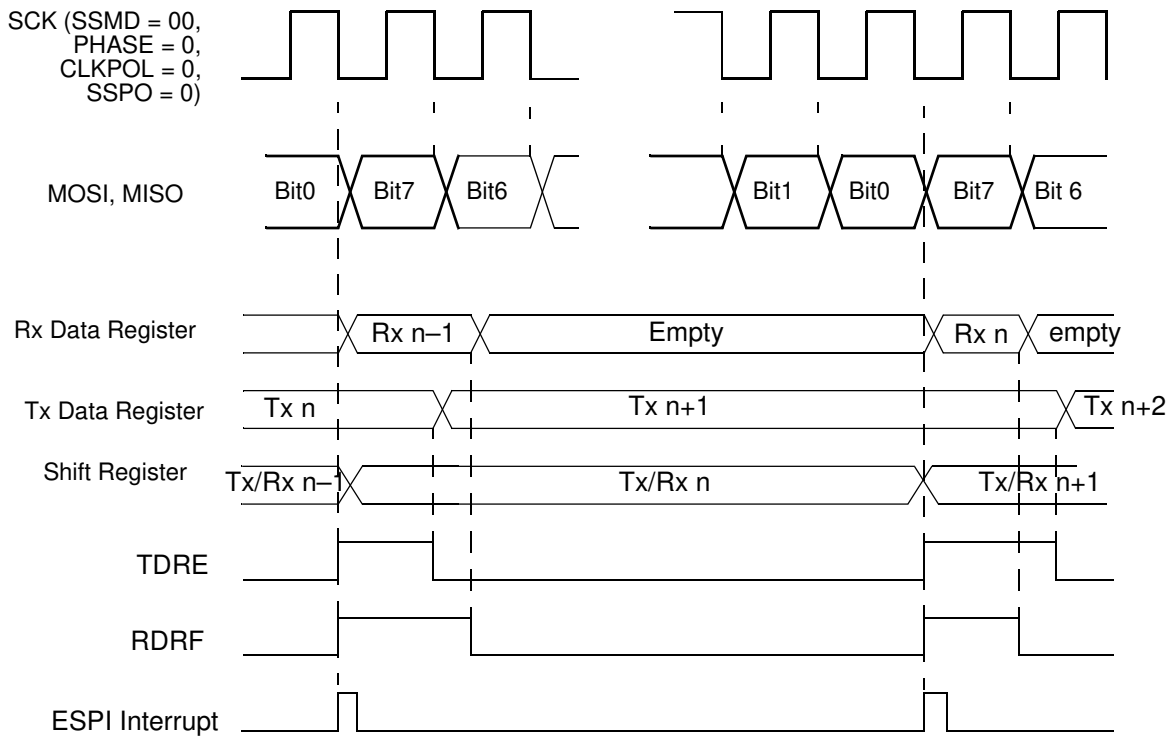 SCK (SSMD = 00,
PHASE = 0,
CLKPOL = 0,
SSPO = 0)
MOSI, MISO
Bit0
Bit7
Bit6
Bit1
Bit0
Bit7
Bit 6
Rx Data Register
Rx n–1
Empty
Rx n
empty
Tx Data Register
Tx n
Tx n+1
Tx n+2
Shift Register
Tx/Rx n–1
Tx/Rx n
Tx/Rx n+1
TDRE
RDRF
ESPI Interrupt